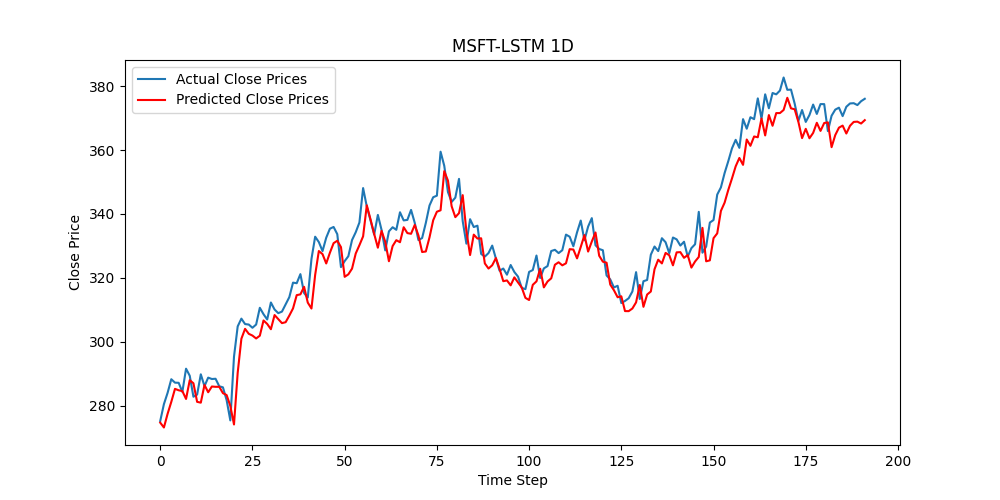 MSFT-LSTM 1D
Actual Close Prices
Predicted Close Prices
380
360
340
320
300
280
Close Price
0 25 50 75 100 125 150 175 200
Time Step